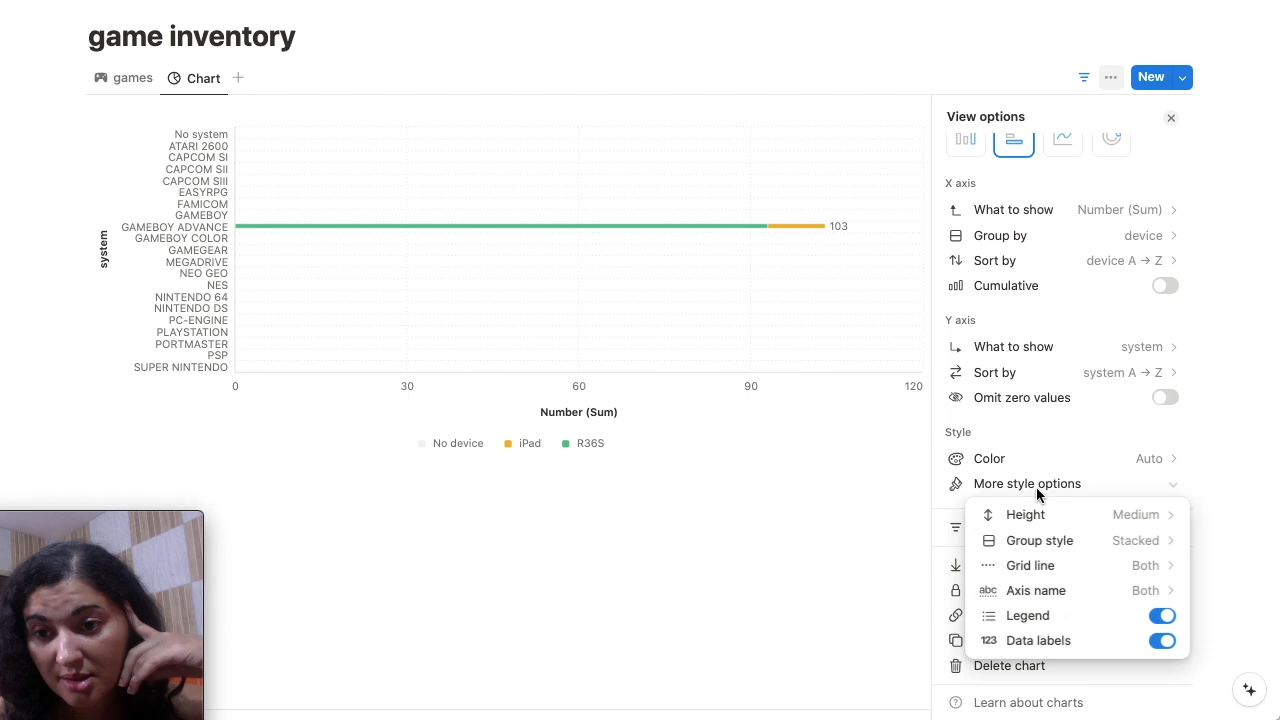 game inventory
games
Chart
New
View options
X axis
What to show Number (Sum)
Group by device
Sort by device A → Z
Cumulative
Y axis
What to show system
Sort by system A → Z
Omit zero values
Style
Color Auto
More style options
Height Medium
Group style Stacked
Grid line Both
abc Axis name Both
Legend
123 Data labels
Delete chart
Learn about charts
system
No system
ATARI 2600
CAPCOM SI
CAPCOM SII
CAPCOM SIII
EASYRPG
FAMICOM
GAMEBOY
GAMEBOY ADVANCE
GAMEBOY COLOR
GAMEGEAR
MEGADRIVE
NEO GEO
NES
NINTENDO 64
NINTENDO DS
PC-ENGINE
PLAYSTATION
PORTMASTER
PSP
SUPER NINTENDO
103
0 30 60 90 120
Number (Sum)
No device iPad R36S